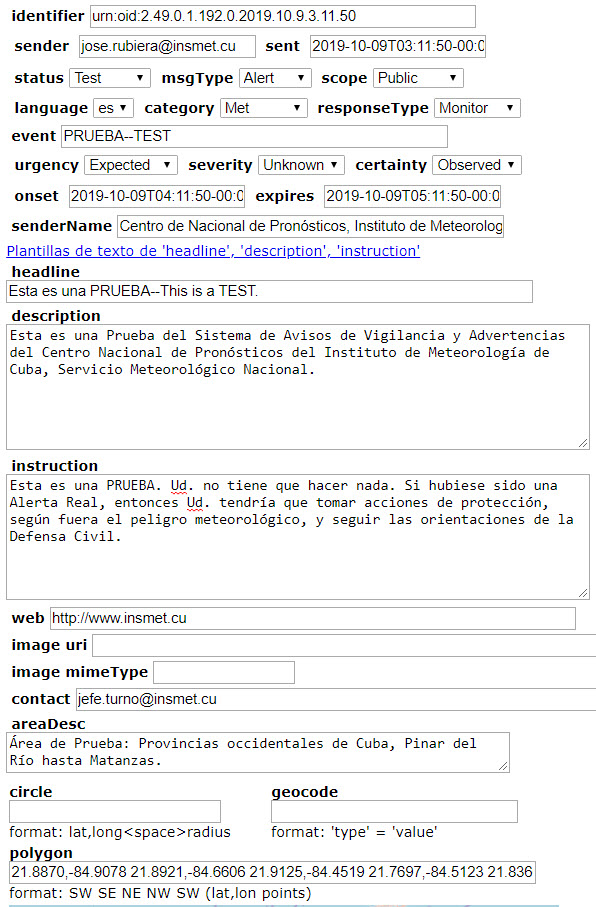 identifier urn:oid:2.49.0.1.192.0.2019.10.9.3.11.50
sender jose.rubiera@insmet.cu sent 2019-10-09T03:11:50-00:0
status Test msgType Alert scope Public
language es category Met responseType Monitor
event PRUEBA--TEST
urgency Expected severity Unknown certainty Observed
onset 2019-10-09T04:11:50-00:0 expires 2019-10-09T05:11:50-00:0
senderName Centro de Nacional de Pronósticos, Instituto de Meteorolog
Plantillas de texto de 'headline', 'description', 'instruction'
headline
Esta es una PRUEBA--This is a TEST.
description
Esta es una Prueba del Sistema de Avisos de Vigilancia y Advertencias
del Centro Nacional de Pronósticos del Instituto de Meteorología de
Cuba, Servicio Meteorológico Nacional.
instruction
Esta es una PRUEBA. Ud. no tiene que hacer nada. Si hubiese sido una
Alerta Real, entonces Ud. tendría que tomar acciones de protección,
según fuera el peligro meteorológico, y seguir las orientaciones de la
Defensa Civil.
web http://www.insmet.cu
image uri
image mimeType
contact jefe.turno@insmet.cu
areaDesc
Área de Prueba: Provincias occidentales de Cuba, Pinar del
Río hasta Matanzas.
circle geocode
format: lat,long<space>radius format: 'type' = 'value'
polygon
21.8870,-84.9078 21.8921,-84.6606 21.9125,-84.4519 21.7697,-84.5123 21.836
format: SW SE NE NW SW (lat,lon points)